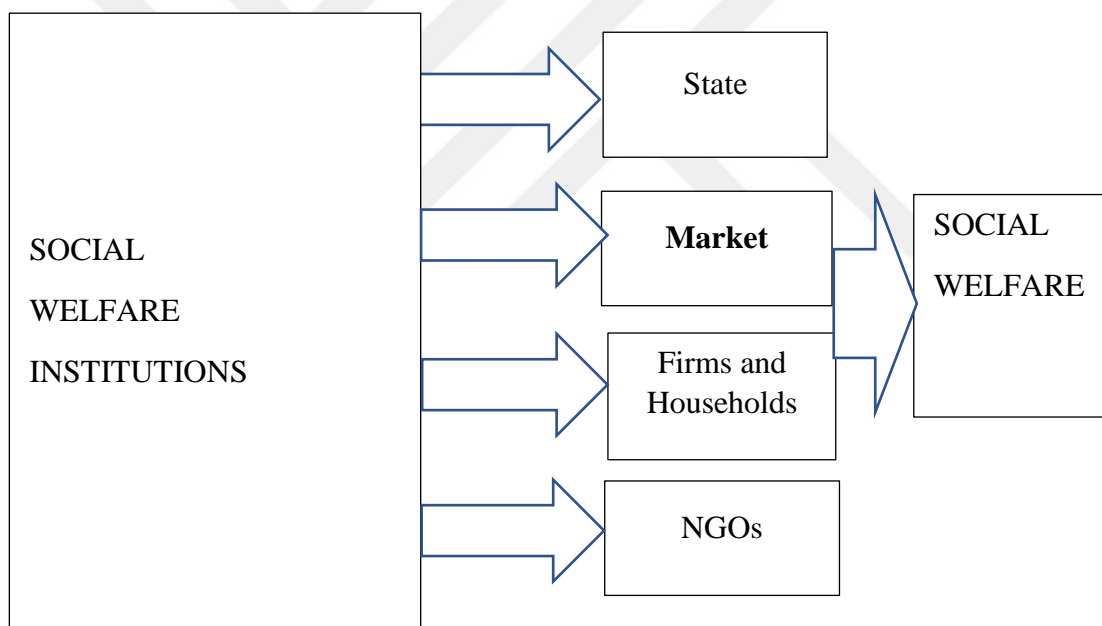 SOCIAL
WELFARE
INSTITUTIONS
State
Market
Firms and
Households
NGOs
SOCIAL
WELFARE